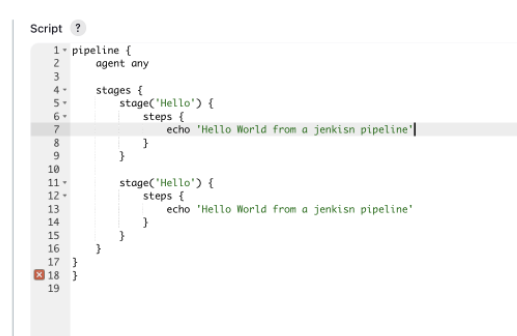 Script ?
1 pipeline {
2     agent any
3
4     stages {
5         stage('Hello') {
6             steps {
7                 echo 'Hello World from a jenkisn pipeline'
8             }
9         }
10
11         stage('Hello') {
12             steps {
13                 echo 'Hello World from a jenkisn pipeline'
14             }
15         }
16     }
17 }
18 }
19